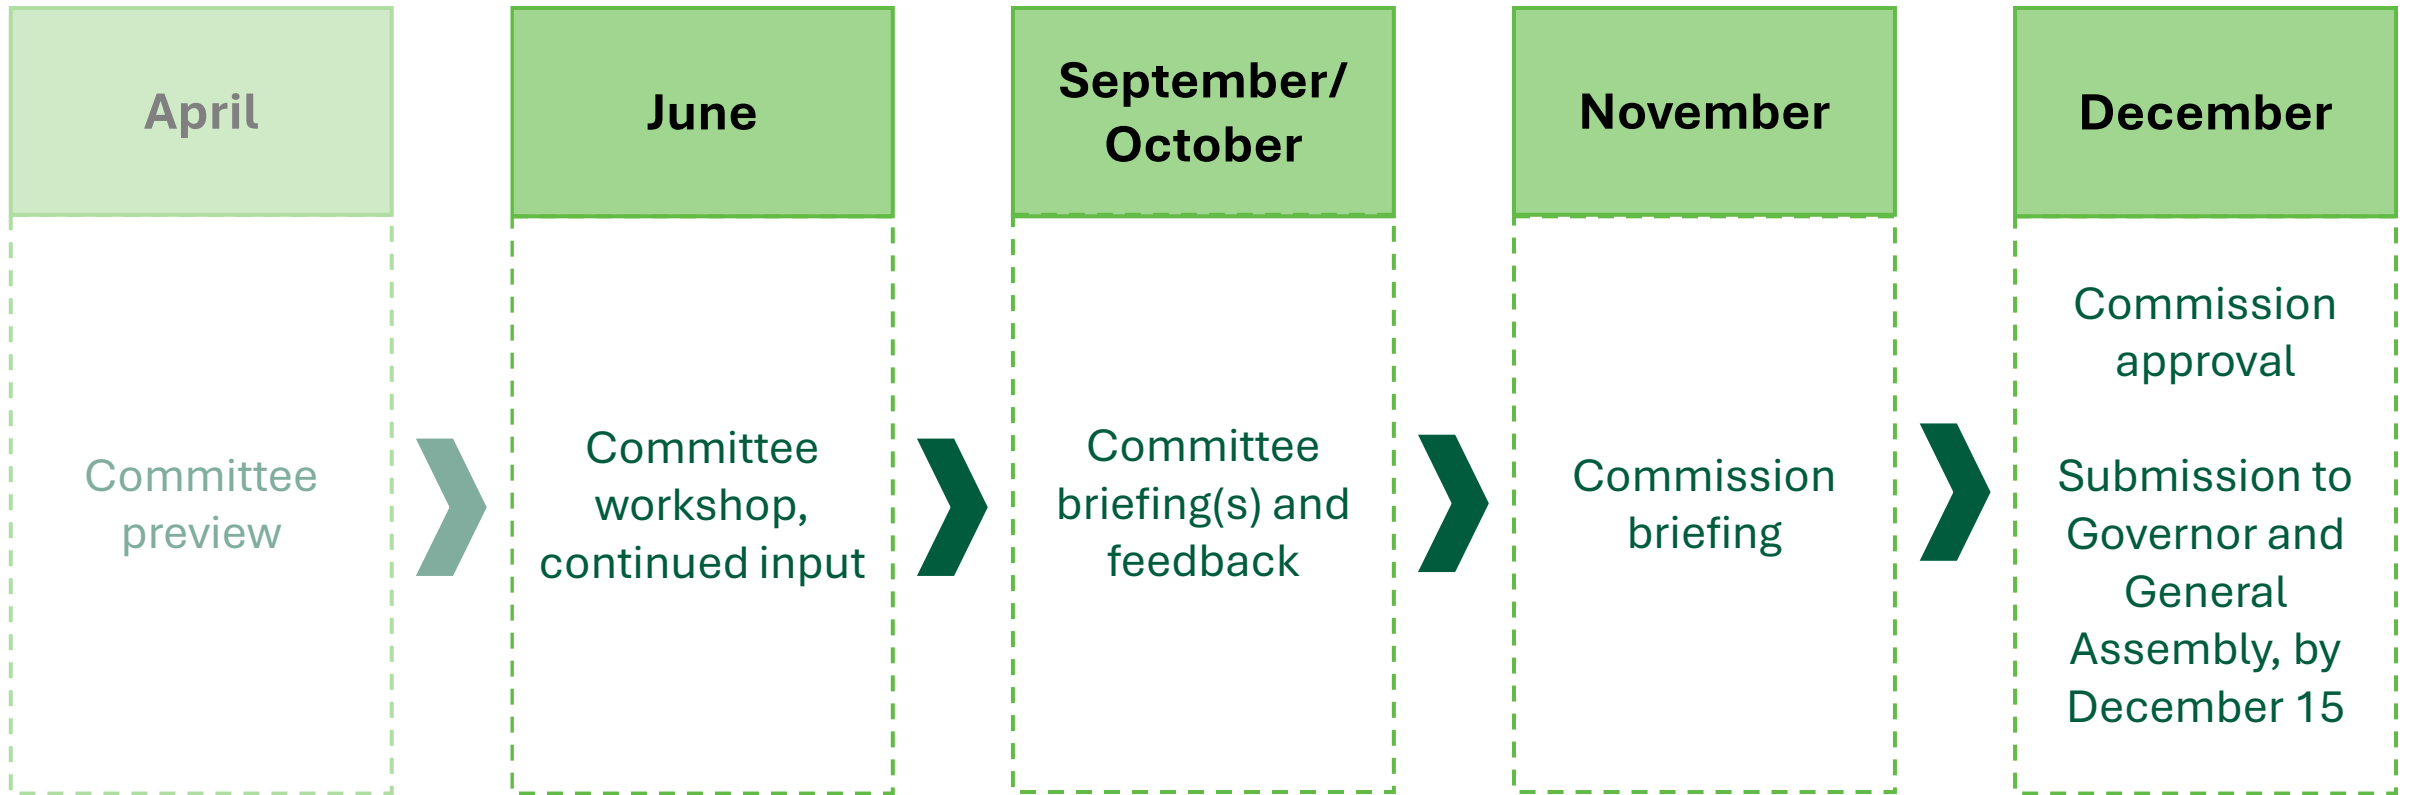 April
Committee
preview
June
Committee
workshop,
continued input
September/
October
Committee
briefing(s) and
feedback
November
Commission
briefing
December
Commission
approval
Submission to
Governor and
General
Assembly, by
December 15